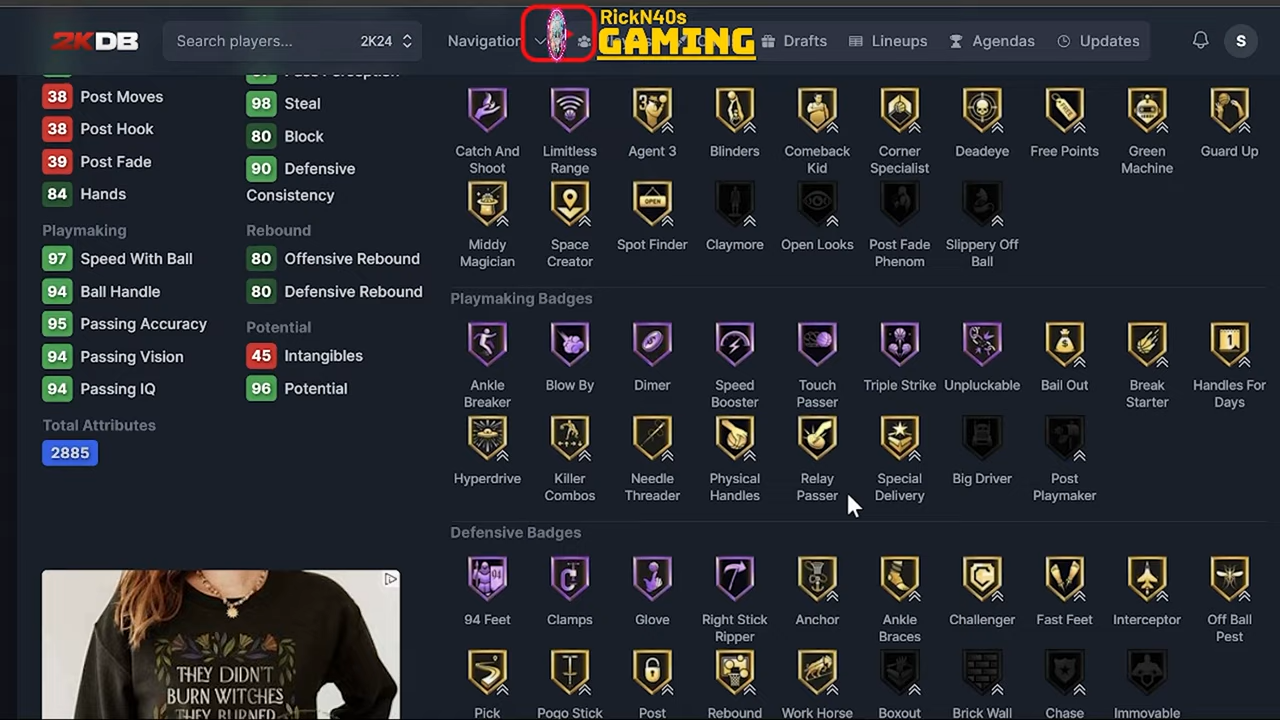 RickN40s
GAMING
2KDB
Search players...
2K24
Navigation
Drafts
Lineups
Agendas
Updates
S
38 Post Moves
38 Post Hook
39 Post Fade
84 Hands
Playmaking
97 Speed With Ball
94 Ball Handle
95 Passing Accuracy
94 Passing Vision
94 Passing IQ
Total Attributes
2885
Pass Perception
98 Steal
80 Block
90 Defensive
Consistency
Rebound
80 Offensive Rebound
80 Defensive Rebound
Potential
45 Intangibles
96 Potential
Catch And
Shoot
Limitless
Range
Agent 3
Blinders
Comeback
Kid
Corner
Specialist
Deadeye
Free Points
Green
Machine
Guard Up
Middy
Magician
Space
Creator
OPEN
Spot Finder
Claymore
Open Looks
Post Fade
Phenom
Slippery Off
Ball
Playmaking Badges
Ankle
Breaker
Blow By
Dimer
Speed
Booster
Touch
Passer
Triple Strike
Unpluckable
Bail Out
Break
Starter
Handles For
Days
Hyperdrive
Killer
Combos
Needle
Threader
Physical
Handles
Relay
Passer
Special
Delivery
Big Driver
Post
Playmaker
Defensive Badges
94 Feet
Clamps
Glove
Right Stick
Ripper
Anchor
Ankle
Braces
Challenger
Fast Feet
Interceptor
Off Ball
Pest
Pick
Pogo Stick
Post
Rebound
Work Horse
Boxout
Brick Wall
Chase
Immovable
THEY DIDN'T
BURN WITCHES
THEY BURNED